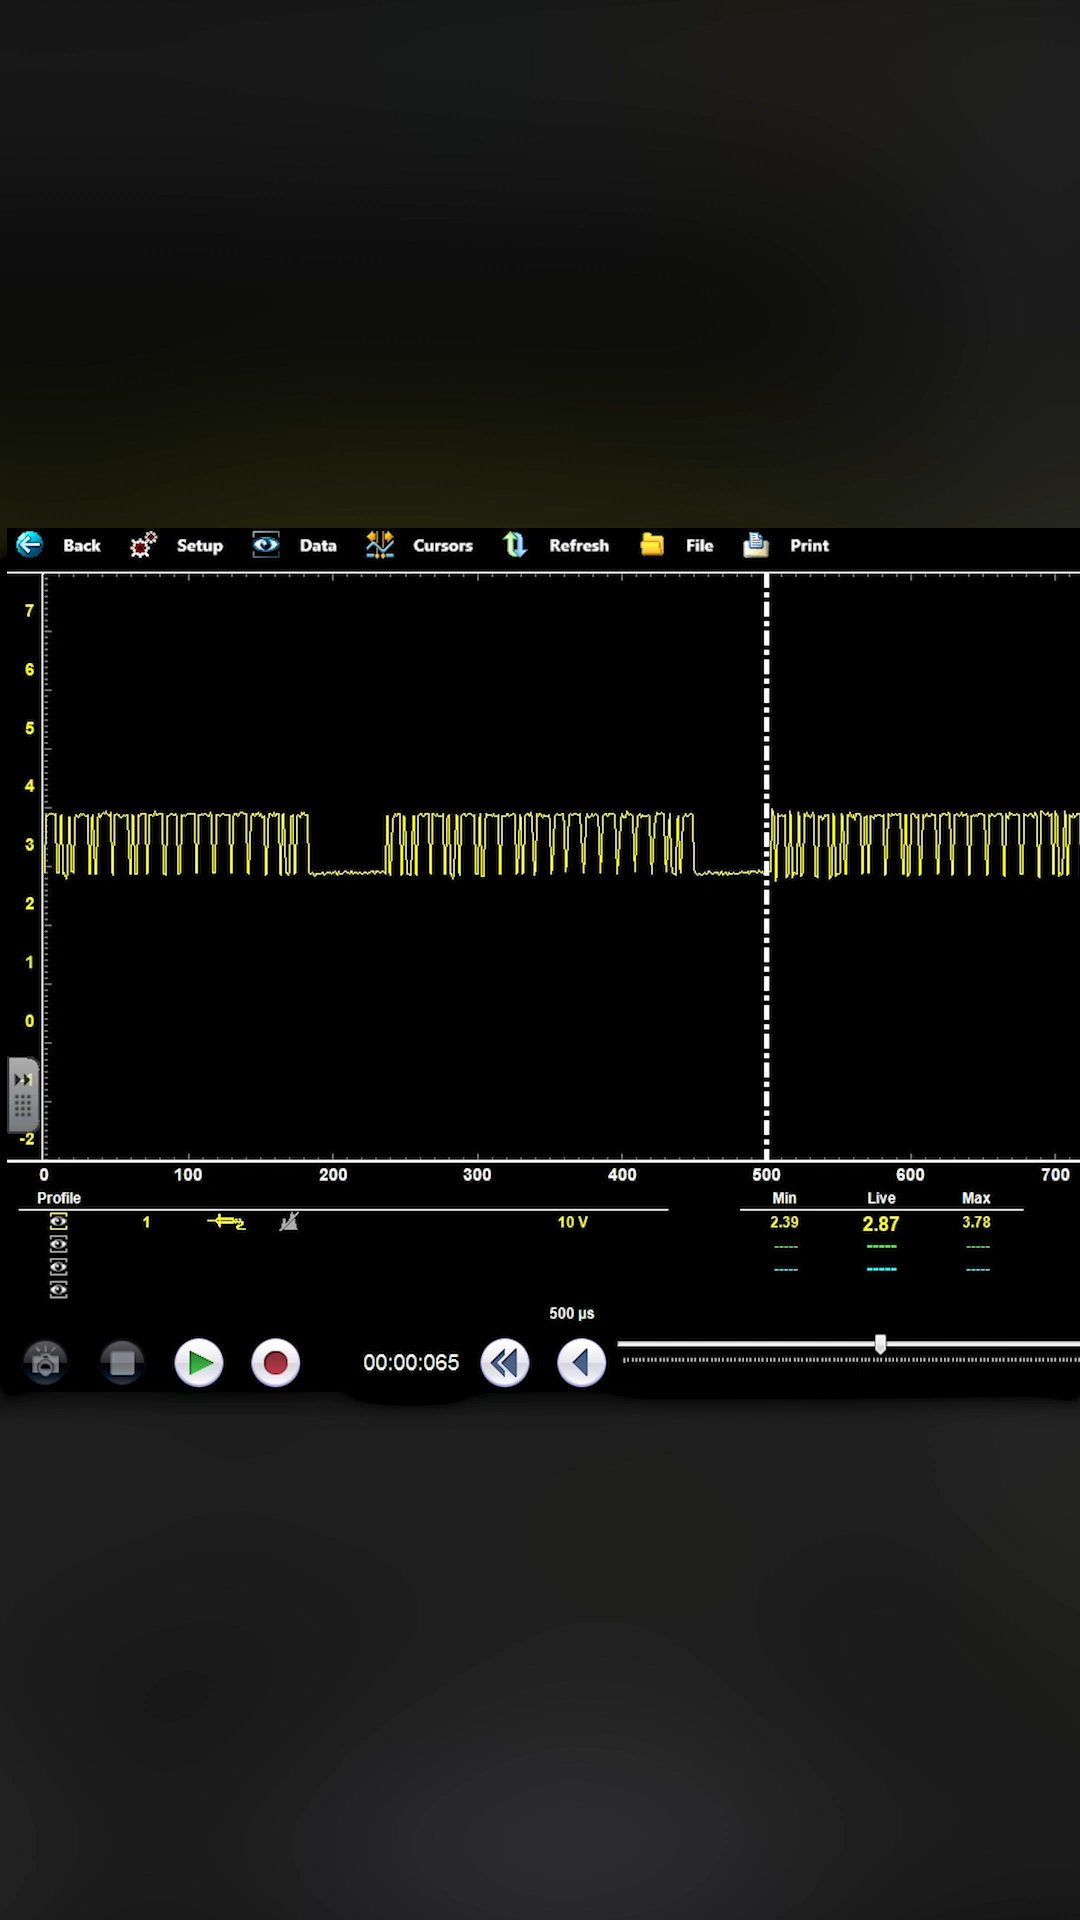 Back Setup Data Cursors Refresh File Print
7
6
5
4
3
2
1
0
-2
0 100 200 300 400 500 600 700
Profile Min Live Max
1 10 V 2.39 2.87 3.78
----- ----- -----
----- ----- -----
500 µs
00:00:065